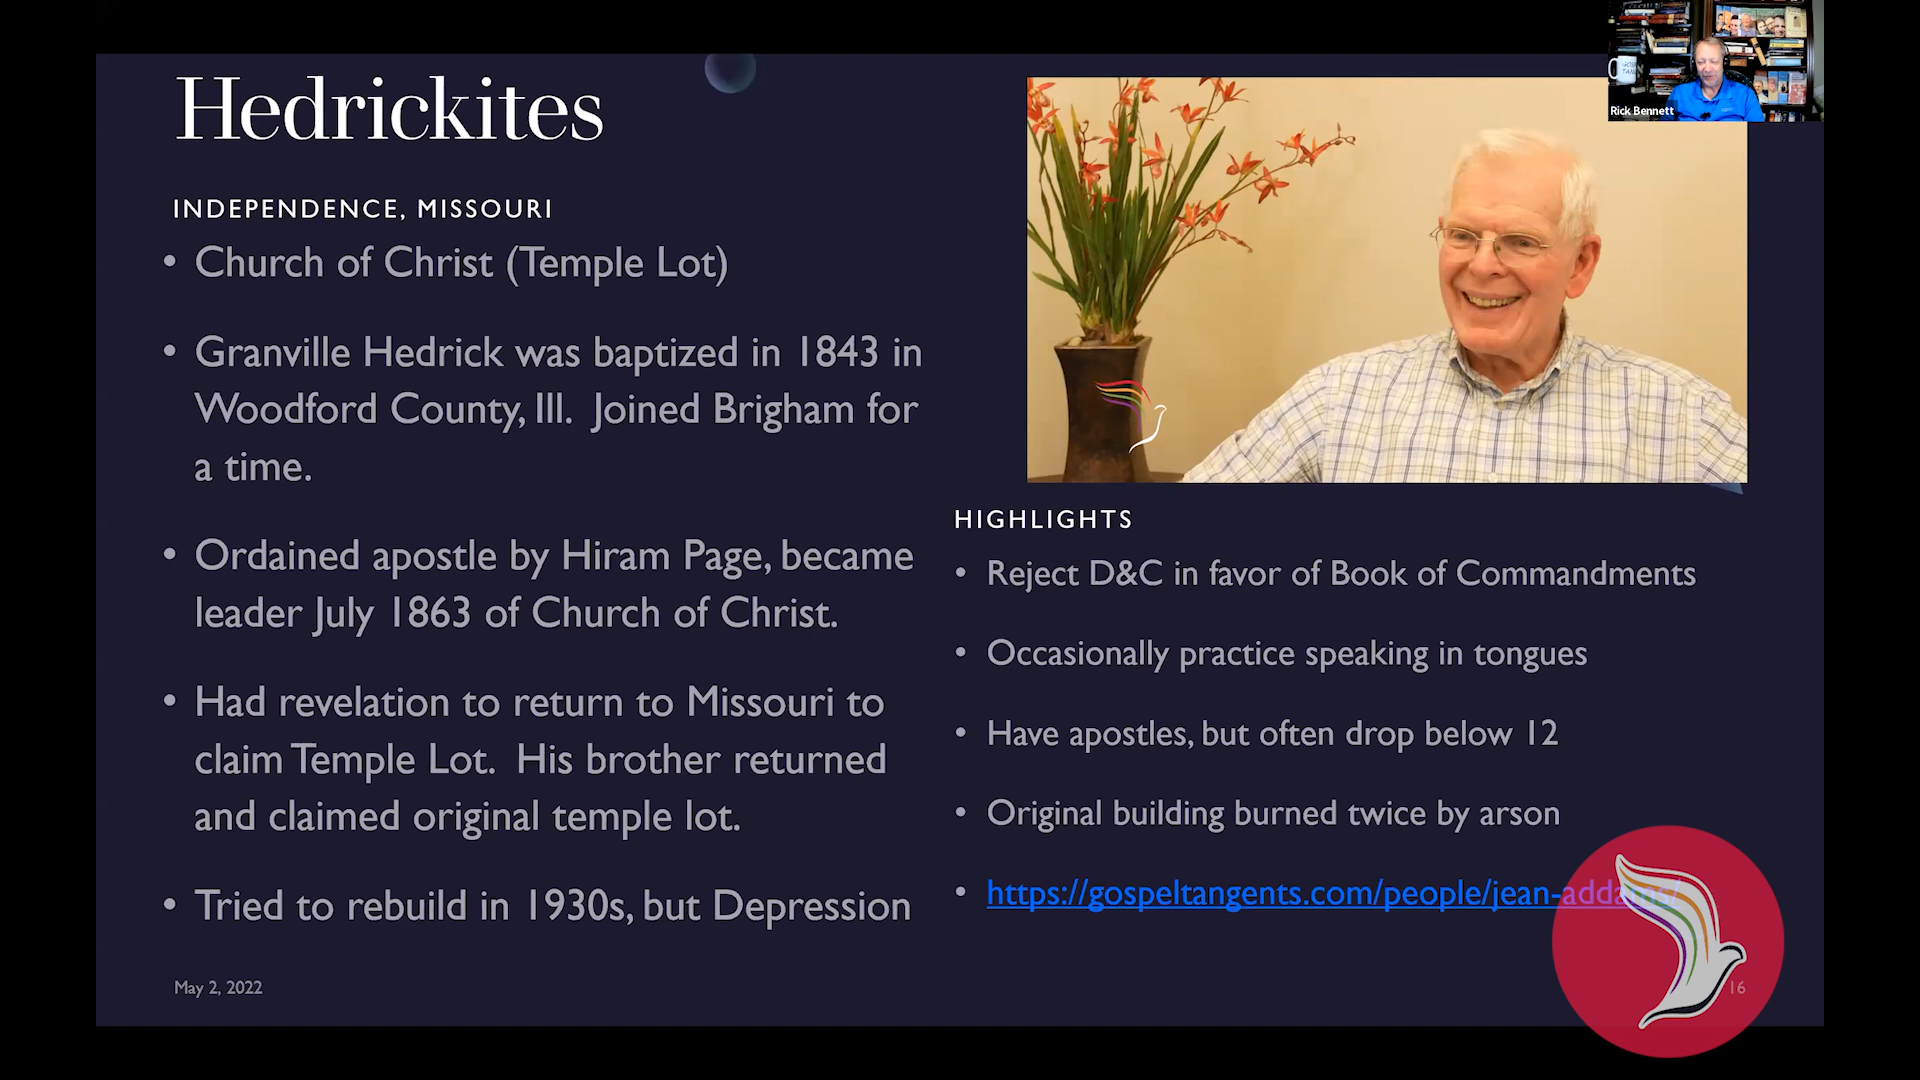 Hedrickites
INDEPENDENCE, MISSOURI
• Church of Christ (Temple Lot)
• Granville Hedrick was baptized in 1843 in
Woodford County, Ill. Joined Brigham for
a time.
• Ordained apostle by Hiram Page, became
leader July 1863 of Church of Christ.
• Had revelation to return to Missouri to
claim Temple Lot. His brother returned
and claimed original temple lot.
• Tried to rebuild in 1930s, but Depression
May 2, 2022
Rick Bennett
HIGHLIGHTS
• Reject D&C in favor of Book of Commandments
• Occasionally practice speaking in tongues
• Have apostles, but often drop below 12
• Original building burned twice by arson
• https://gospeltangents.com/people/jean-addams/
16